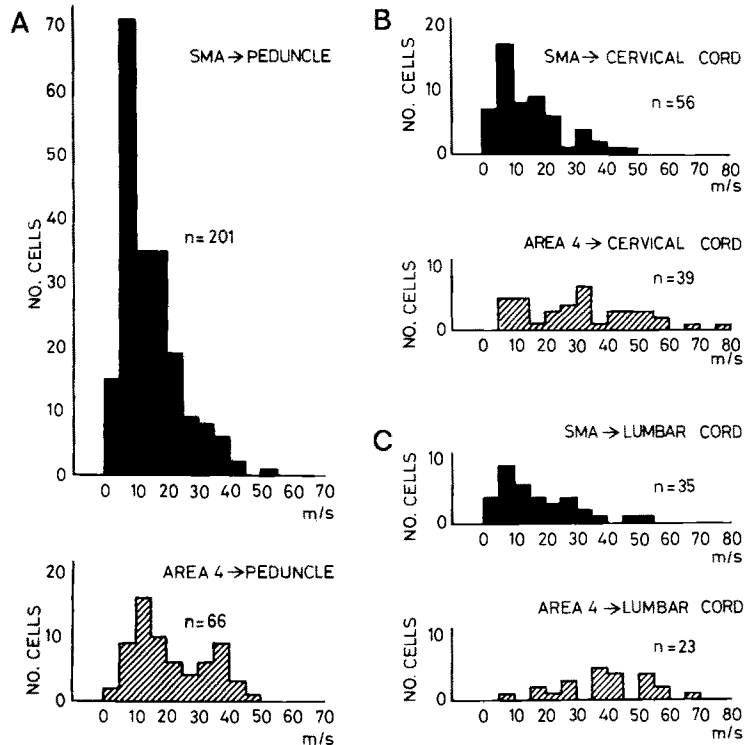 A
SMA → PEDUNCLE
n = 201
NO. CELLS
70
60
50
40
30
20
10
0
0 10 20 30 40 50 60 70
m/s
AREA 4 → PEDUNCLE
n = 66
NO. CELLS
20
10
0
0 10 20 30 40 50 60 70
m/s
B
SMA → CERVICAL CORD
n = 56
NO. CELLS
20
10
0
0 10 20 30 40 50 60 70 80
m/s
AREA 4 → CERVICAL CORD
n = 39
NO. CELLS
10
0
0 10 20 30 40 50 60 70 80
m/s
C
SMA → LUMBAR CORD
n = 35
NO. CELLS
10
0
0 10 20 30 40 50 60 70 80
m/s
AREA 4 → LUMBAR CORD
n = 23
NO. CELLS
10
0
0 10 20 30 40 50 60 70 80
m/s